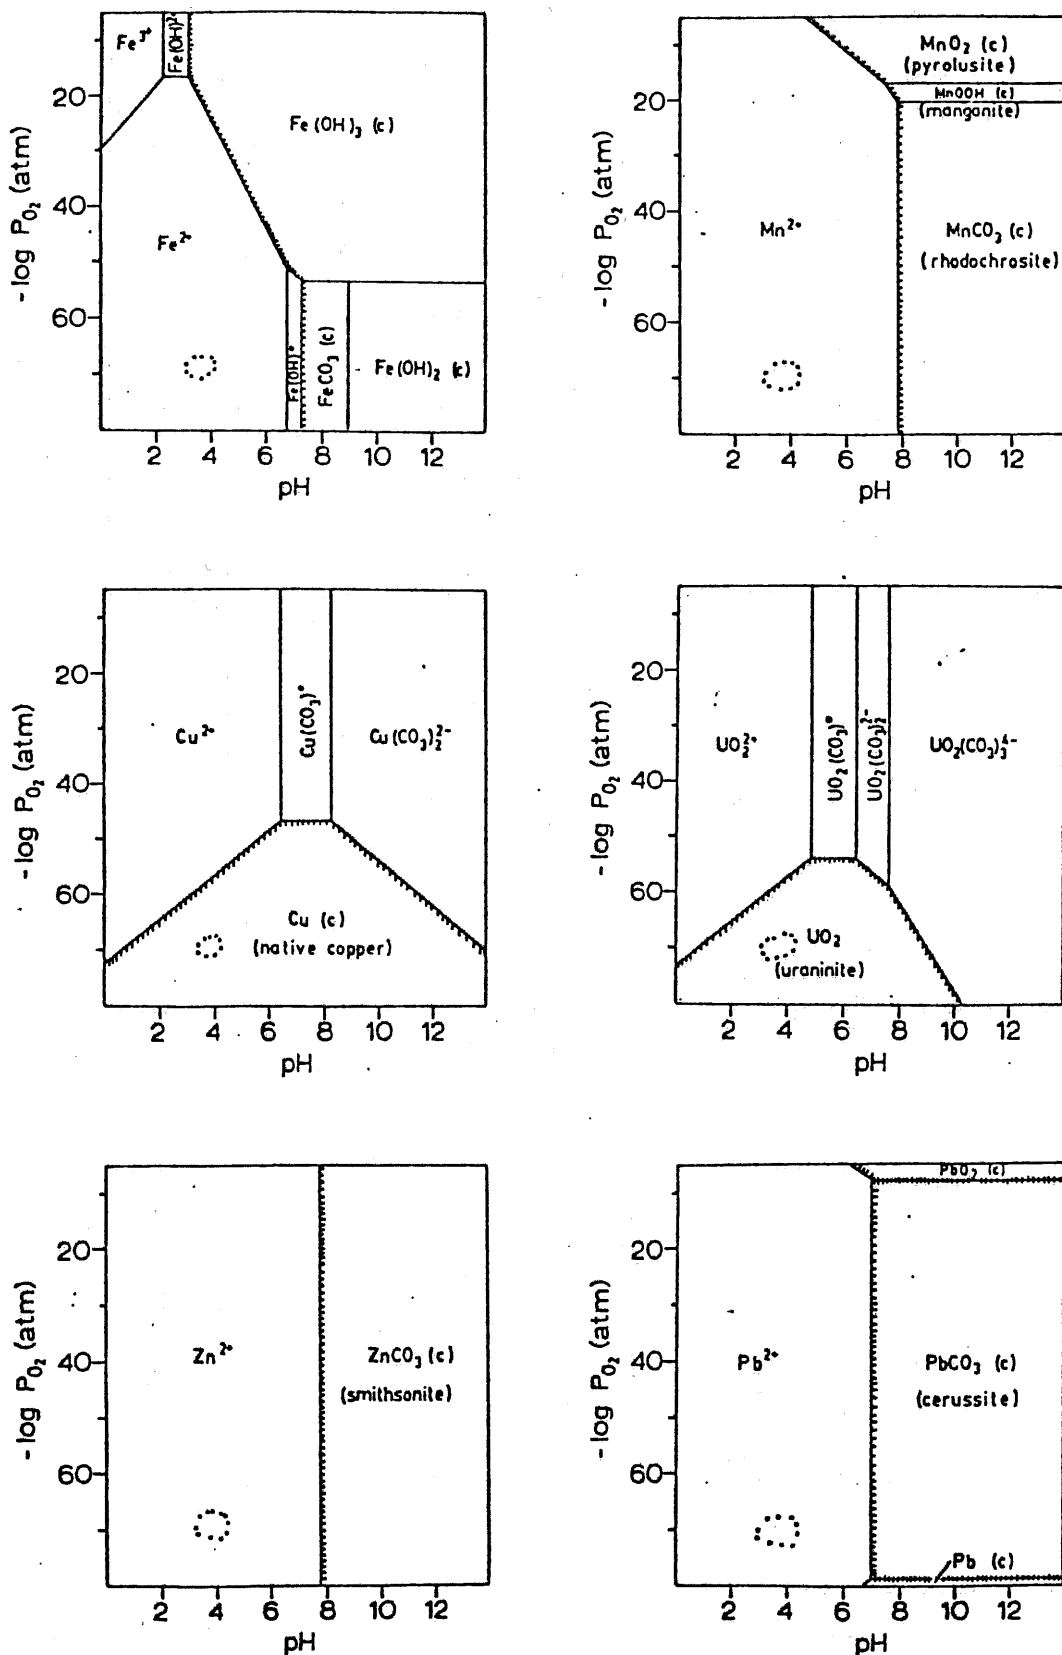 Fe³⁺
Fe(OH)²⁺
Fe(OH)₃ (c)
Fe²⁺
Fe(OH)⁺
FeCO₃ (c)
Fe(OH)₂ (c)
20
40
60
-log P_O₂ (atm)
2 4 6 8 10 12
pH
MnO₂ (c)
(pyrolusite)
MnOOH (c)
(manganite)
Mn²⁺
MnCO₃ (c)
(rhodochrosite)
20
40
60
-log P_O₂ (atm)
2 4 6 8 10 12
pH
Cu²⁺
Cu(CO₃)°
Cu(CO₃)₂²⁻
Cu (c)
(native copper)
20
40
60
-log P_O₂ (atm)
2 4 6 8 10 12
pH
UO₂²⁺
UO₂(CO₃)°
UO₂(CO₃)₂²⁻
UO₂(CO₃)₃⁴⁻
UO₂
(uraninite)
20
40
60
-log P_O₂ (atm)
2 4 6 8 10 12
pH
Zn²⁺
ZnCO₃ (c)
(smithsonite)
20
40
60
-log P_O₂ (atm)
2 4 6 8 10 12
pH
PbO₂ (c)
Pb²⁺
PbCO₃ (c)
(cerussite)
Pb (c)
20
40
60
-log P_O₂ (atm)
2 4 6 8 10 12
pH